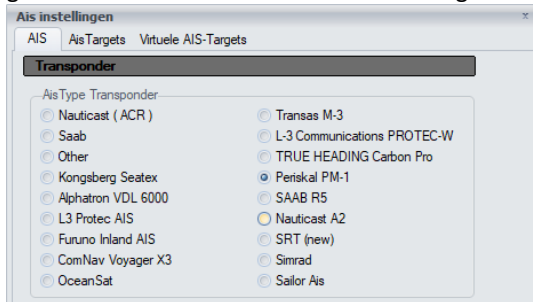 Ais instellingen x
AIS AisTargets Virtuele AIS-Targets
Transponder
AisType Transponder
Nauticast ( ACR ) Transas M-3
Saab L-3 Communications PROTEC-W
Other TRUE HEADING Carbon Pro
Kongsberg Seatex Periskal PM-1
Alphatron VDL 6000 SAAB R5
L3 Protec AIS Nauticast A2
Furuno Inland AIS SRT (new)
ComNav Voyager X3 Simrad
OceanSat Sailor Ais